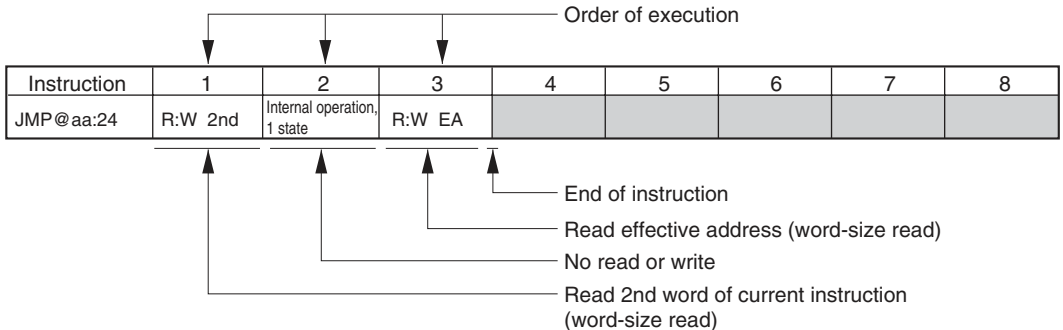 Order of execution
Instruction 1 2 3 4 5 6 7 8
JMP@aa:24 R:W 2nd Internal operation, 1 state R:W EA
End of instruction
Read effective address (word-size read)
No read or write
Read 2nd word of current instruction
(word-size read)